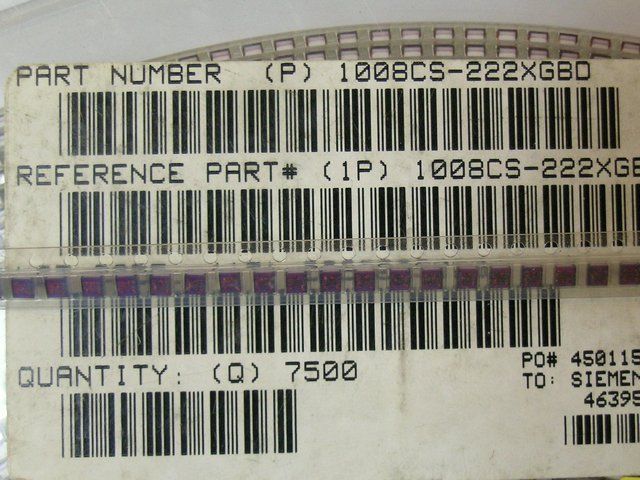 PART NUMBER (P) 1008CS-222XGBD
REFERENCE PART# (1P) 1008CS-222XGB
QUANTITY: (Q) 7500
PO# 450115
TO: SIEMEN
46395